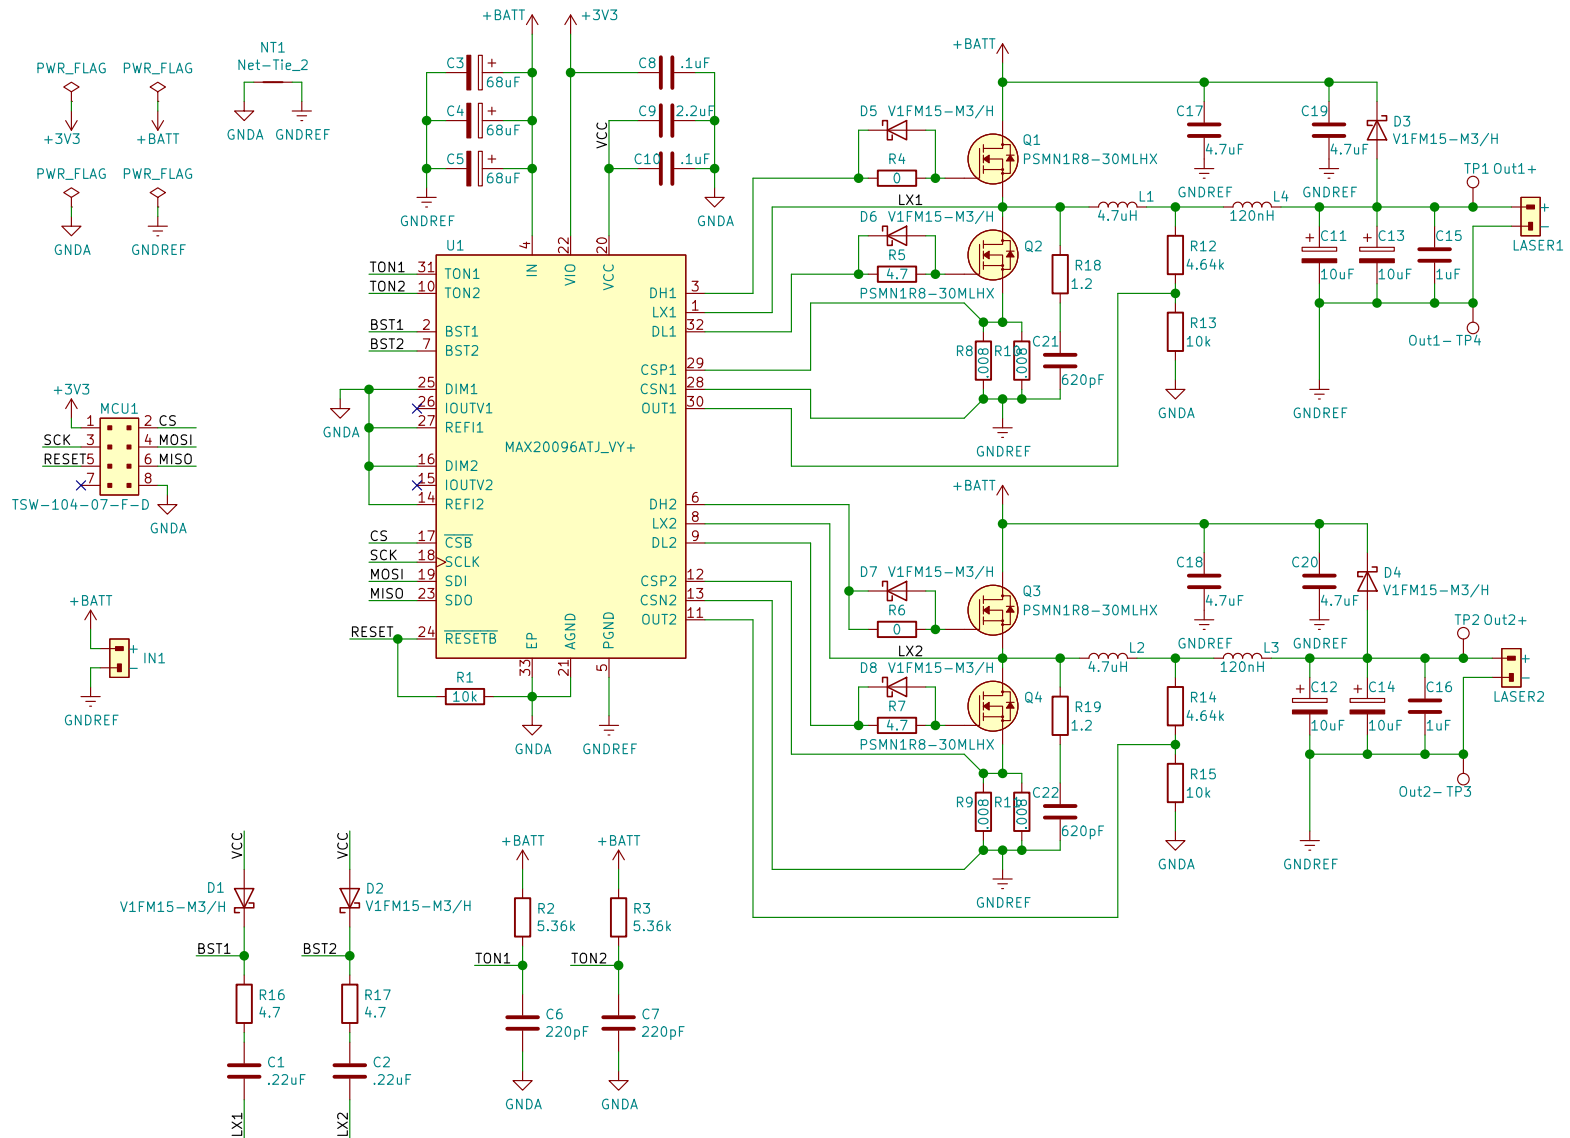 +BATT
+3V3
PWR_FLAG
PWR_FLAG
NT1
Net-Tie_2
+3V3
+BATT
GNDA
GNDREF
PWR_FLAG
PWR_FLAG
GNDA
GNDREF
C3
68uF
C4
68uF
C5
68uF
GNDREF
VCC
C8 .1uF
C9 2.2uF
C10 .1uF
GNDA
U1
MAX20096ATJ_VY+
4 IN
22 VIO
20 VCC
TON1 31 TON1
TON2 10 TON2
BST1 2 BST1
BST2 7 BST2
25 DIM1
26 IOUTV1
27 REFI1
16 DIM2
15 IOUTV2
14 REFI2
GNDA
CS 17 CSB
SCK 18 SCLK
MOSI 19 SDI
MISO 23 SDO
RESET 24 RESETB
33 EP
21 AGND
5 PGND
R1
10k
GNDA
GNDREF
DH1 3
LX1 1
DL1 32
CSP1 29
CSN1 28
OUT1 30
DH2 6
LX2 8
DL2 9
CSP2 12
CSN2 13
OUT2 11
+3V3
MCU1
1
2 CS
SCK 3
4 MOSI
RESET 5
6 MISO
7
8
TSW-104-07-F-D
GNDA
+BATT
+
-
IN1
GNDREF
+BATT
D5 V1FM15-M3/H
R4
0
Q1
PSMN1R8-30MLHX
LX1
D6 V1FM15-M3/H
R5
4.7
Q2
PSMN1R8-30MLHX
C17
4.7uF
GNDREF
C19
4.7uF
GNDREF
D3
V1FM15-M3/H
L1
4.7uH
L4
120nH
R18
1.2
R12
4.64k
R13
10k
GNDA
R8
.008
R10
.008
C21
620pF
GNDREF
C11
10uF
C13
10uF
C15
1uF
TP1 Out1+
Out1- TP4
+
-
LASER1
GNDREF
+BATT
D7 V1FM15-M3/H
R6
0
Q3
PSMN1R8-30MLHX
LX2
D8 V1FM15-M3/H
R7
4.7
Q4
PSMN1R8-30MLHX
C18
4.7uF
GNDREF
C20
4.7uF
GNDREF
D4
V1FM15-M3/H
L2
4.7uH
L3
120nH
R19
1.2
R14
4.64k
R15
10k
GNDA
R9
.008
.008
C22
620pF
GNDREF
C12
10uF
C14
10uF
C16
1uF
TP2 Out2+
Out2- TP3
+
-
LASER2
GNDREF
VCC
D1
V1FM15-M3/H
BST1
R16
4.7
C1
.22uF
LX1
VCC
D2
V1FM15-M3/H
BST2
R17
4.7
C2
.22uF
LX2
+BATT
R2
5.36k
TON1
C6
220pF
GNDA
+BATT
R3
5.36k
TON2
C7
220pF
GNDA